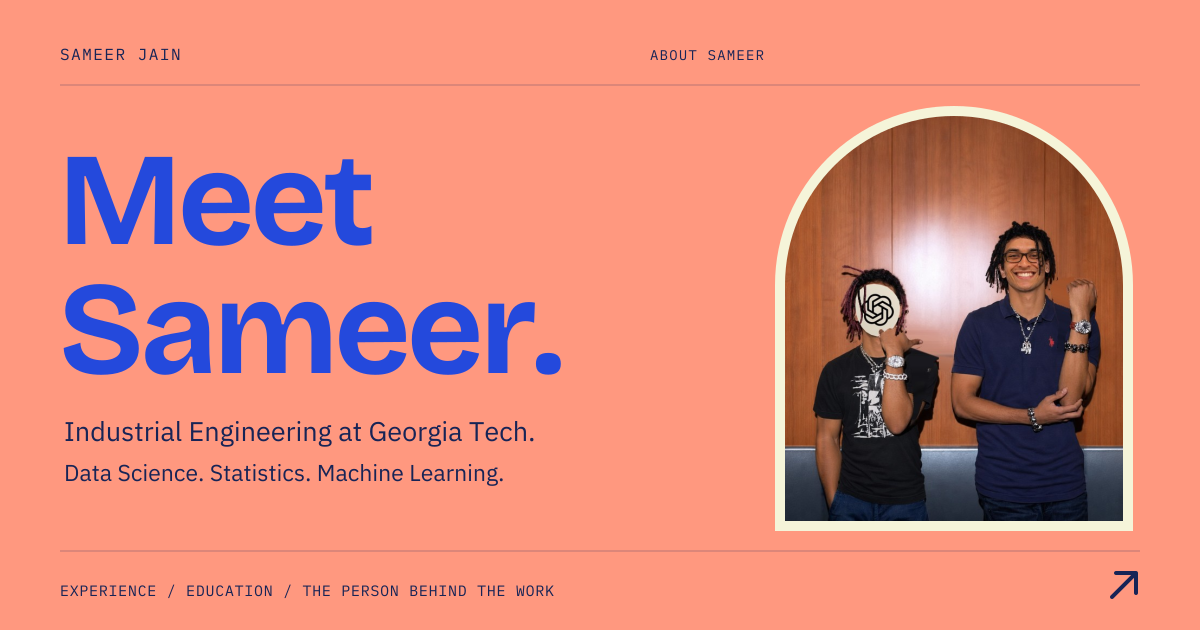 SAMEER JAIN
ABOUT SAMEER
Meet
Sameer.
Industrial Engineering at Georgia Tech.
Data Science. Statistics. Machine Learning.
EXPERIENCE / EDUCATION / THE PERSON BEHIND THE WORK